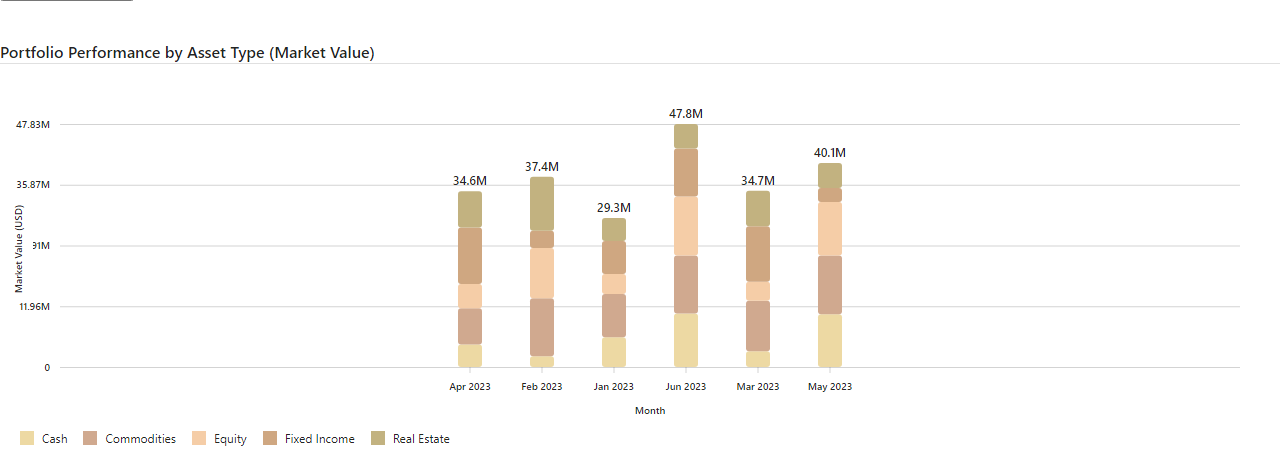 Portfolio Performance by Asset Type (Market Value)
47.8M
47.83M
40.1M
37.4M
34.6M
34.7M
35.87M
29.3M
Market Value (USD)
91M
11.96M
0
Apr 2023 Feb 2023 Jan 2023 Jun 2023 Mar 2023 May 2023
Month
Cash Commodities Equity Fixed Income Real Estate